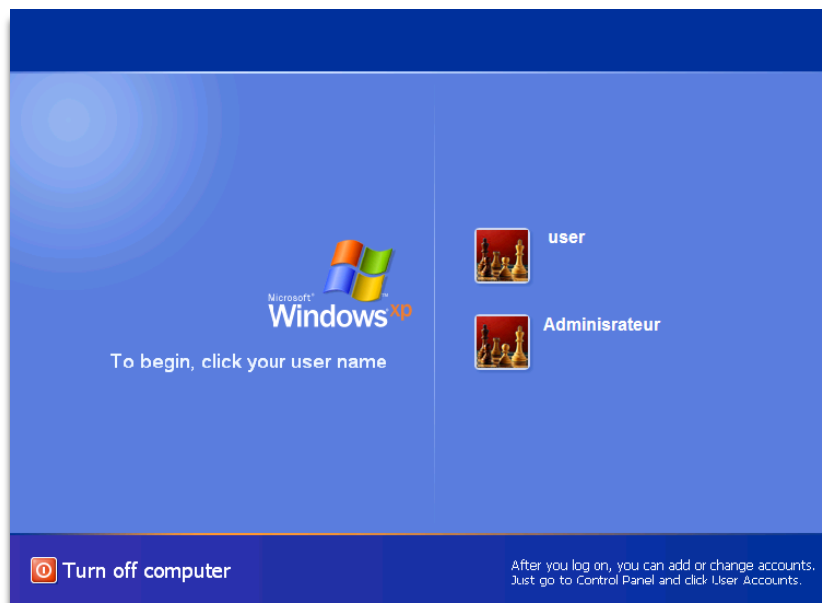 user
Adminisrateur
Microsoft®
Windows xp
™
To begin, click your user name
Turn off computer
After you log on, you can add or change accounts.
Just go to Control Panel and click User Accounts.